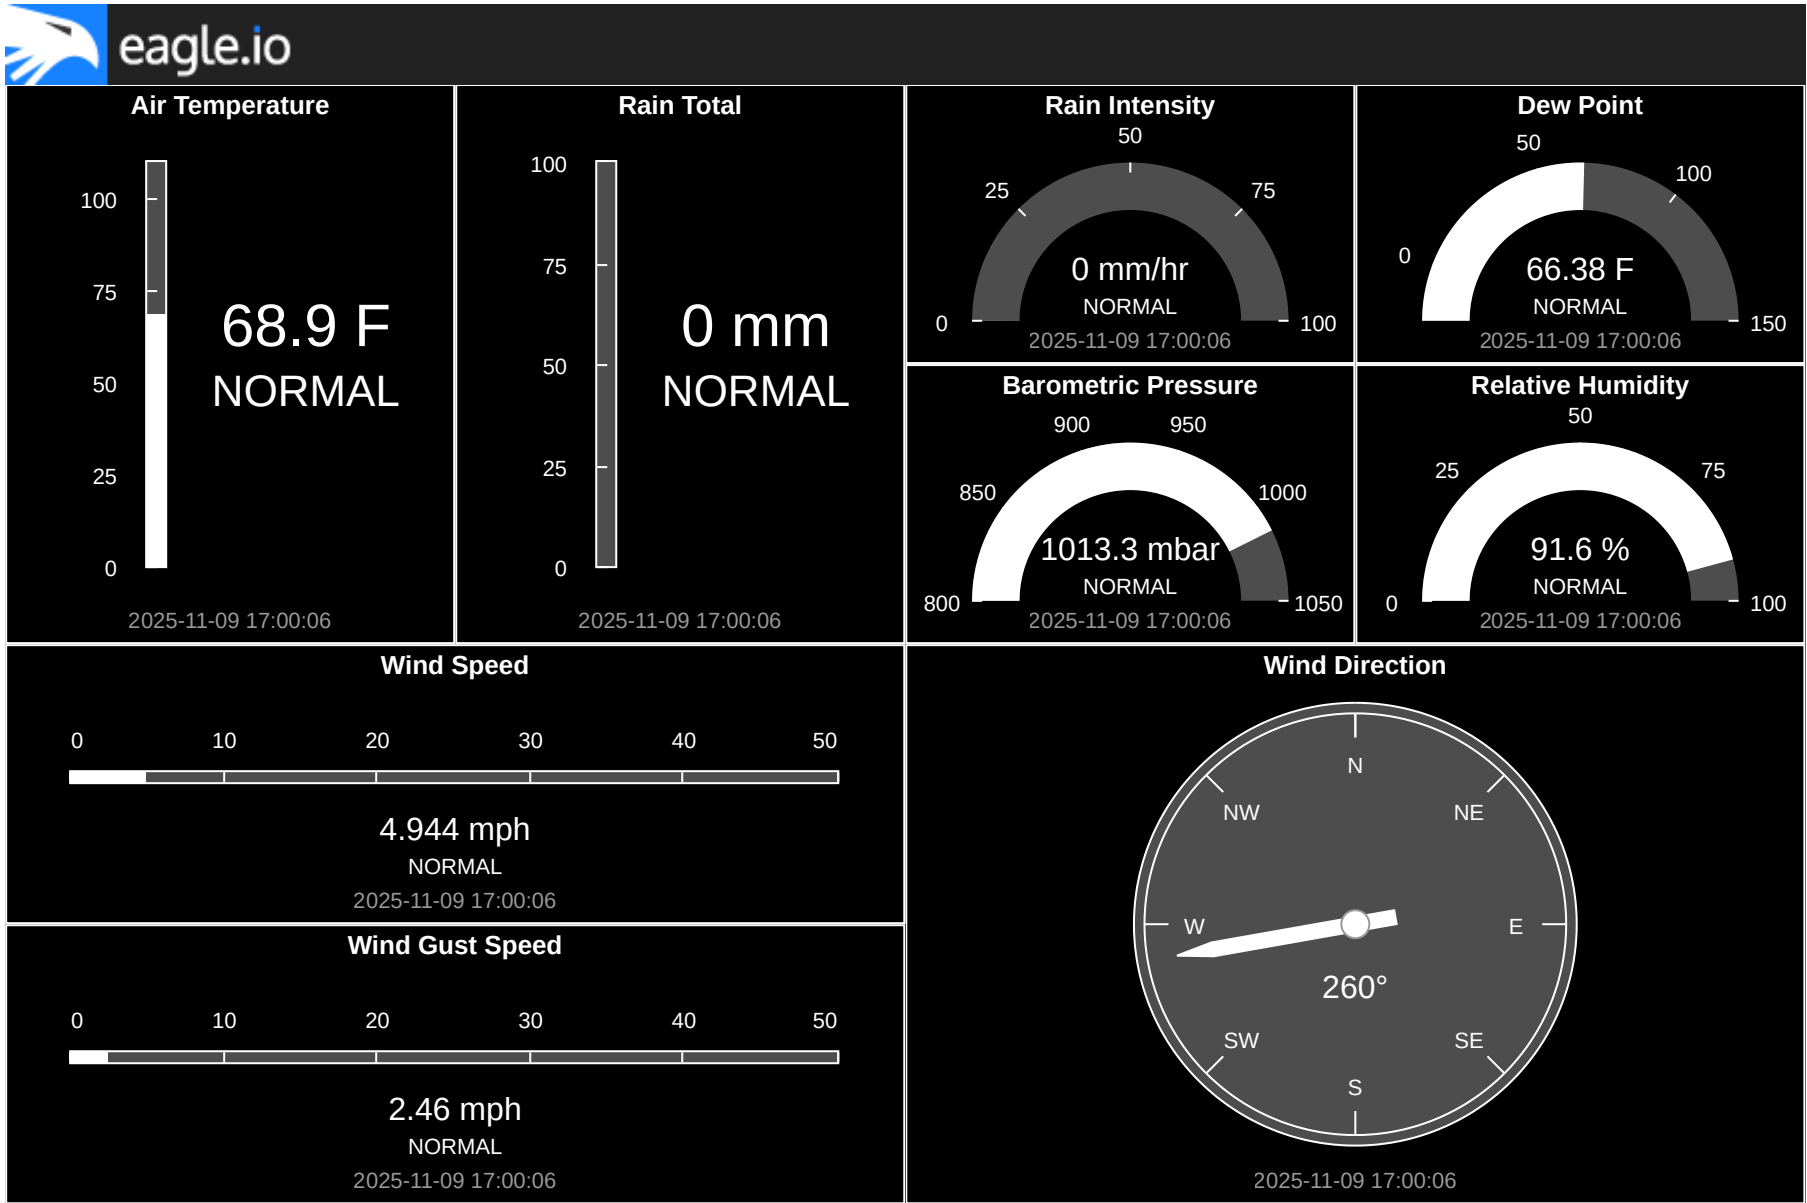 eagle.io
Air Temperature
100
75
50
25
0
68.9 F
NORMAL
2025-11-09 17:00:06
Rain Total
100
75
50
25
0
0 mm
NORMAL
2025-11-09 17:00:06
Rain Intensity
0
25
50
75
100
0 mm/hr
NORMAL
2025-11-09 17:00:06
Dew Point
0
50
100
150
66.38 F
NORMAL
2025-11-09 17:00:06
Barometric Pressure
800
850
900
950
1000
1050
1013.3 mbar
NORMAL
2025-11-09 17:00:06
Relative Humidity
0
25
50
75
100
91.6 %
NORMAL
2025-11-09 17:00:06
Wind Speed
0 10 20 30 40 50
4.944 mph
NORMAL
2025-11-09 17:00:06
Wind Gust Speed
0 10 20 30 40 50
2.46 mph
NORMAL
2025-11-09 17:00:06
Wind Direction
N
NW NE
W E
260°
SW SE
S
2025-11-09 17:00:06